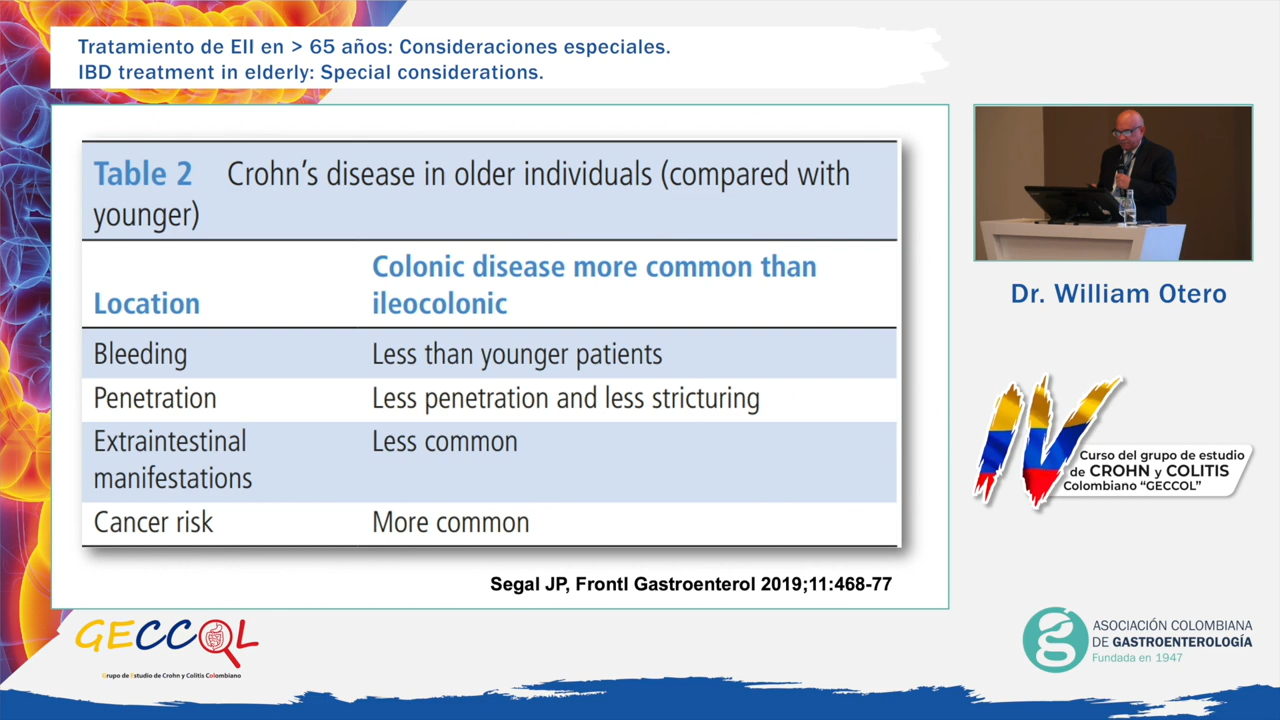 Tratamiento de EII en > 65 años: Consideraciones especiales.
IBD treatment in elderly: Special considerations.
Table 2 Crohn's disease in older individuals (compared with
younger)
Location
Colonic disease more common than
ileocolonic
Bleeding Less than younger patients
Penetration Less penetration and less stricturing
Extraintestinal
manifestations
Less common
Cancer risk More common
Segal JP, Frontl Gastroenterol 2019;11:468-77
Dr. William Otero
IV
Curso del grupo de estudio
de CROHN y COLITIS
Colombiano "GECCOL"
GECCOL
Grupo de Estudio de Crohn y Colitis Colombiano
ASOCIACIÓN COLOMBIANA
DE GASTROENTEROLOGÍA
Fundada en 1947